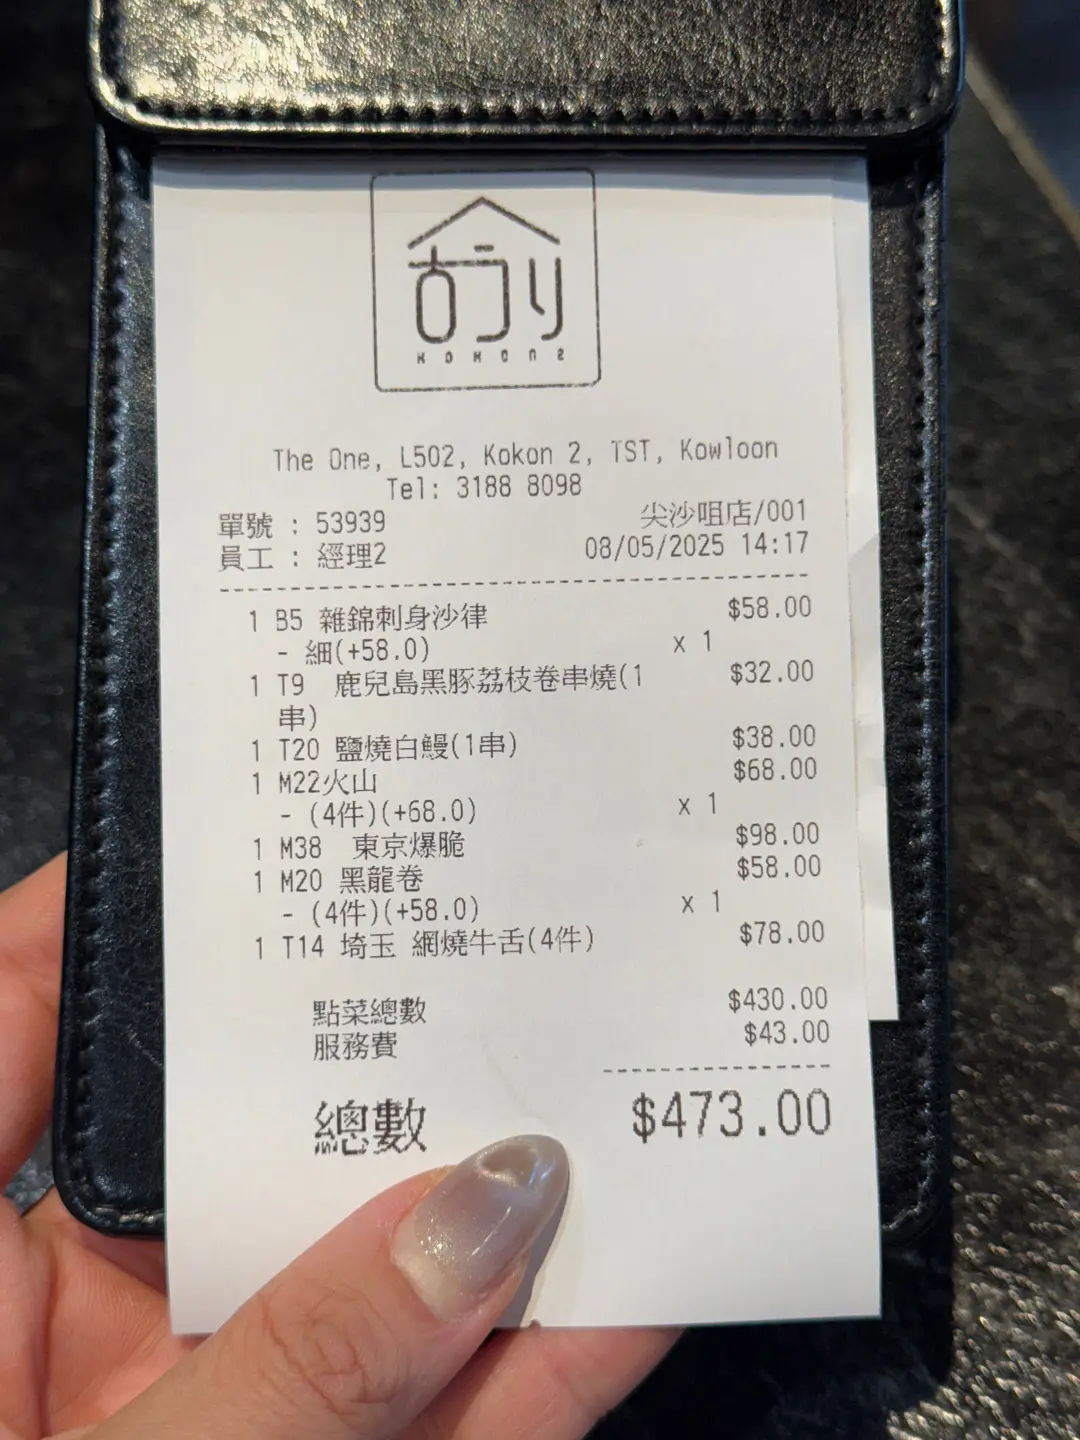 KOKON2
The One, L502, Kokon 2, TST, Kowloon
Tel: 3188 8098
單號 : 53939 尖沙咀店/001
員工 : 經理2 08/05/2025 14:17
1 B5 雜錦刺身沙律 $58.00
- 細(+58.0) x 1
1 T9 鹿兒島黑豚荔枝卷串燒(1 $32.00
串)
1 T20 鹽燒白鰻(1串) $38.00
1 M22火山 $68.00
- (4件)(+68.0) x 1
1 M38 東京爆脆 $98.00
1 M20 黑龍卷 $58.00
- (4件)(+58.0) x 1
1 T14 埼玉 網燒牛舌(4件) $78.00
點菜總數 $430.00
服務費 $43.00
總數 $473.00